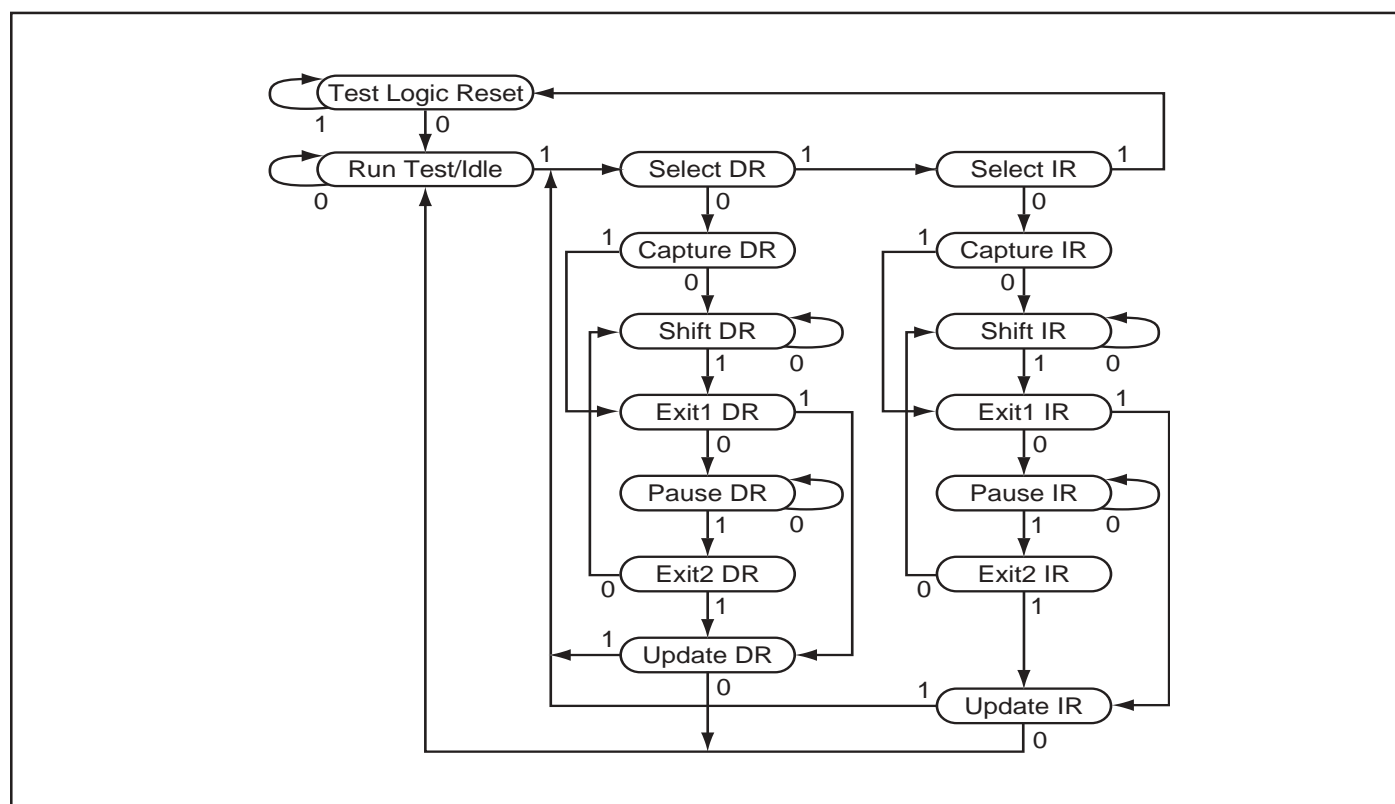 Test Logic Reset
1
0
Run Test/Idle
1
0
Select DR
1
0
Select IR
1
0
1
Capture DR
0
1
Capture IR
0
Shift DR
0
1
Shift IR
0
1
Exit1 DR
1
0
Exit1 IR
1
0
Pause DR
0
1
Pause IR
0
1
Exit2 DR
0
1
Exit2 IR
0
1
1
Update DR
0
1
Update IR
0